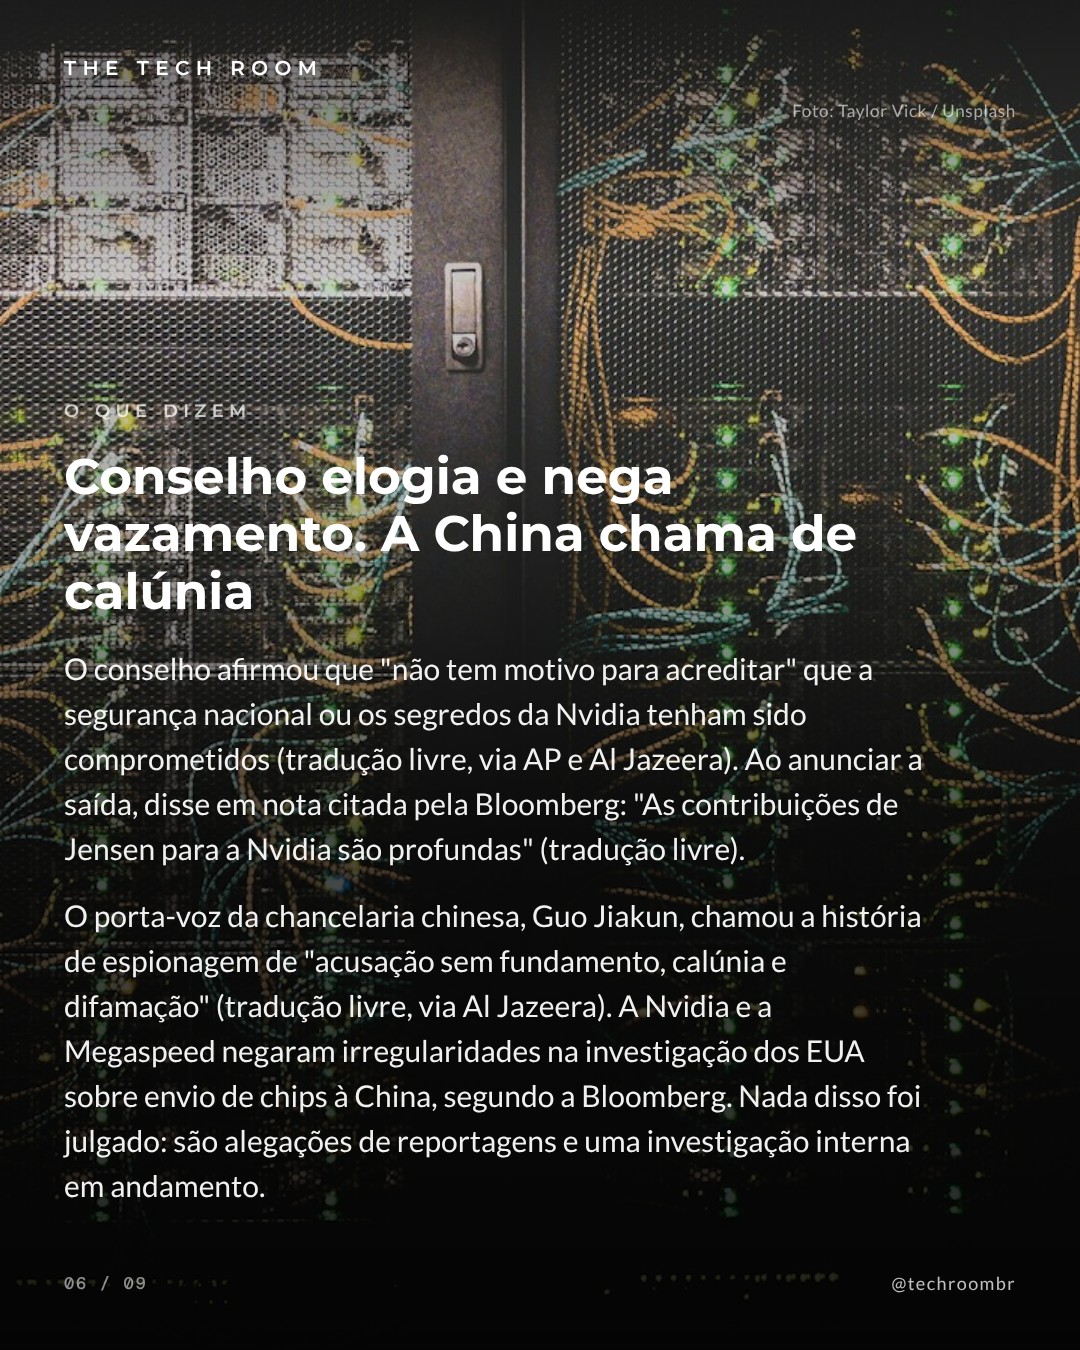 THE TECH ROOM
Foto: Taylor Vick / Unsplash
O QUE DIZEM
Conselho elogia e nega
vazamento. A China chama de
calúnia
O conselho afirmou que "não tem motivo para acreditar" que a
segurança nacional ou os segredos da Nvidia tenham sido
comprometidos (tradução livre, via AP e Al Jazeera). Ao anunciar a
saída, disse em nota citada pela Bloomberg: "As contribuições de
Jensen para a Nvidia são profundas" (tradução livre).
O porta-voz da chancelaria chinesa, Guo Jiakun, chamou a história
de espionagem de "acusação sem fundamento, calúnia e
difamação" (tradução livre, via Al Jazeera). A Nvidia e a
Megaspeed negaram irregularidades na investigação dos EUA
sobre envio de chips à China, segundo a Bloomberg. Nada disso foi
julgado: são alegações de reportagens e uma investigação interna
em andamento.
06 / 09
@techroombr